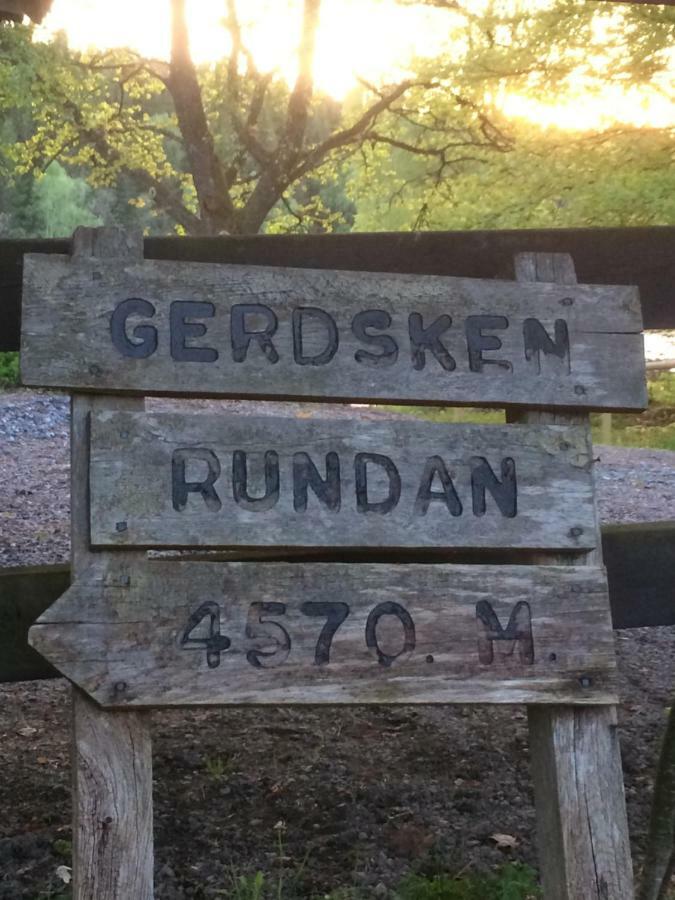 GERDSKEN
RUNDAN
4570. M.